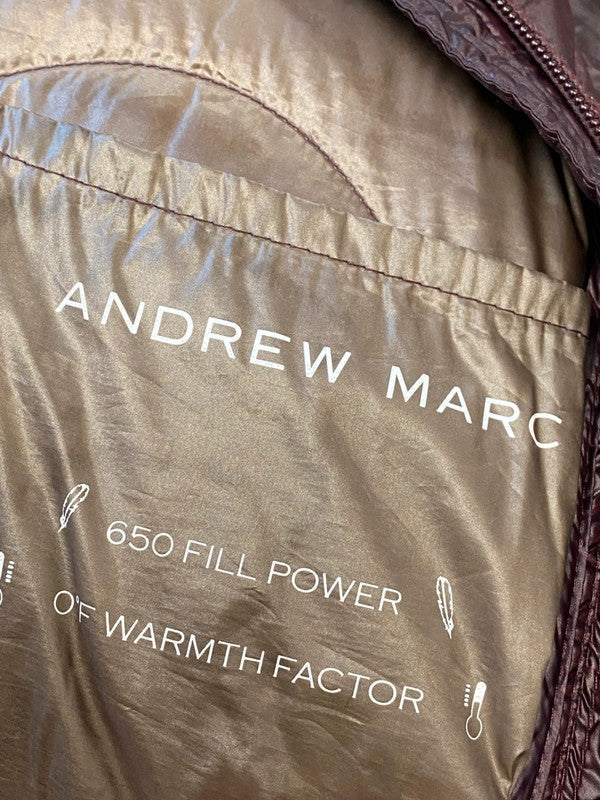 ANDREW MARC
650 FILL POWER
0°F WARMTH FACTOR